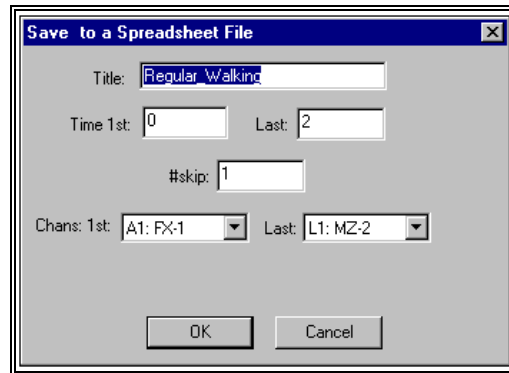 Save to a Spreadsheet File
Title: Regular_Walking
Time 1st: 0 Last: 2
#skip: 1
Chans: 1st: A1: FX-1 Last: L1: MZ-2
OK Cancel